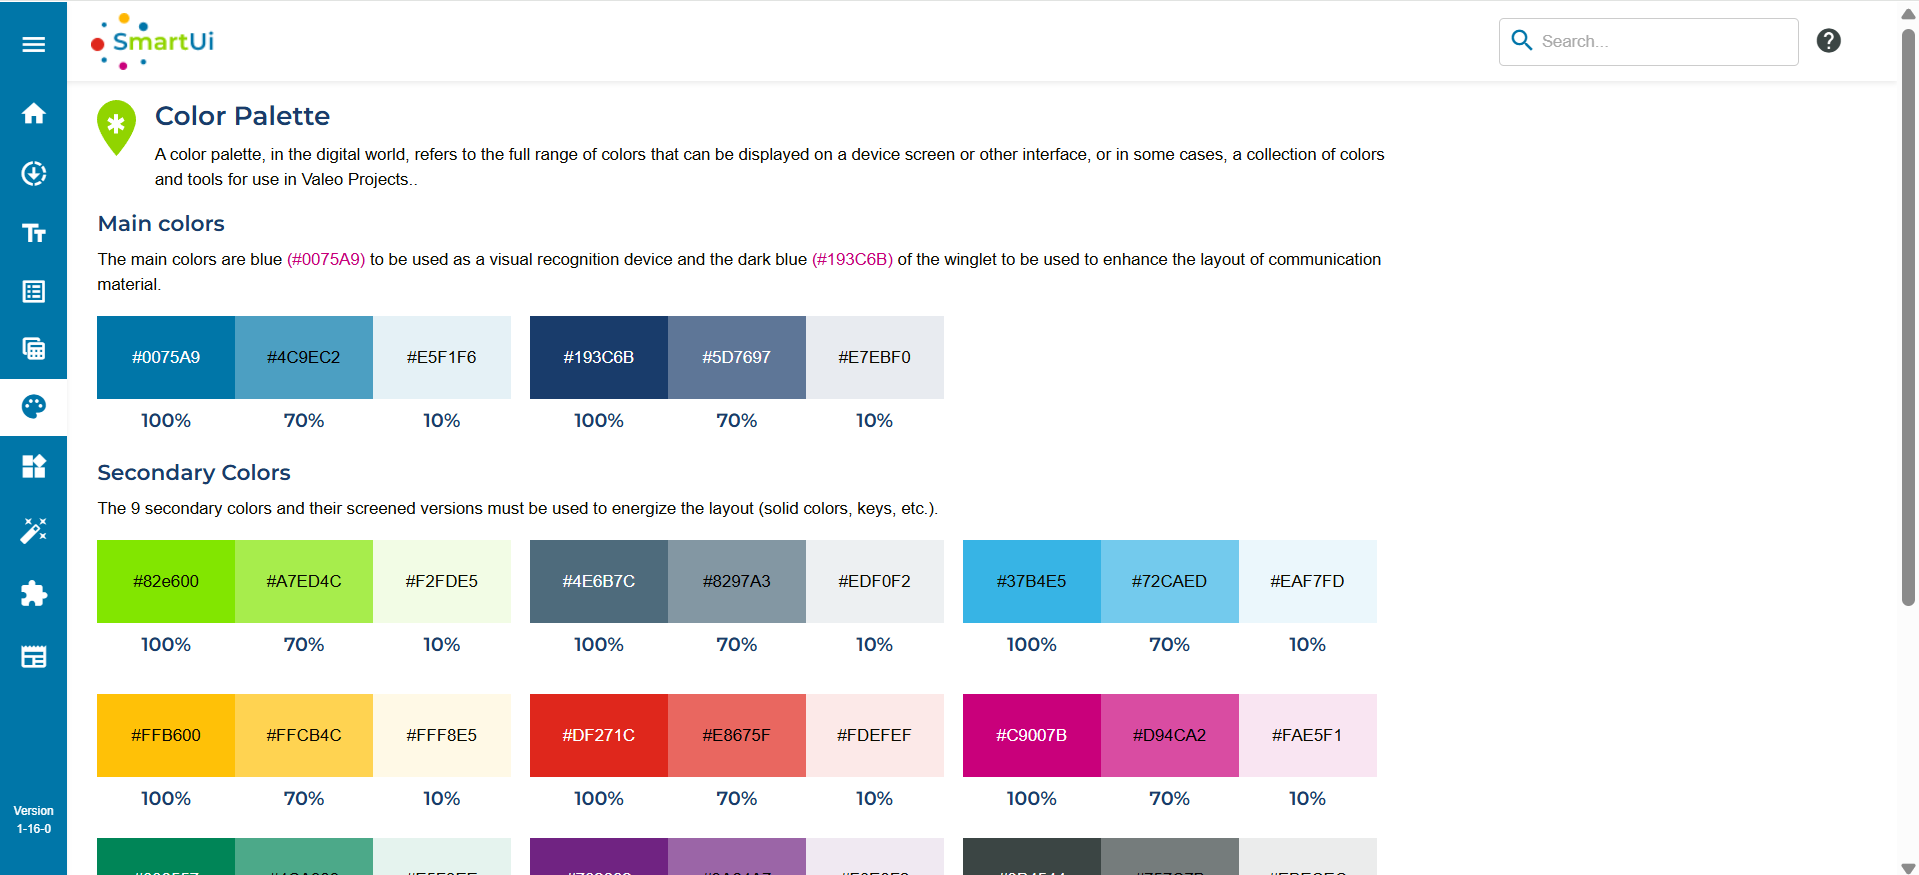 SmartUi
Search...
Color Palette
A color palette, in the digital world, refers to the full range of colors that can be displayed on a device screen or other interface, or in some cases, a collection of colors
and tools for use in Valeo Projects..
Main colors
The main colors are blue (#0075A9) to be used as a visual recognition device and the dark blue (#193C6B) of the winglet to be used to enhance the layout of communication
material.
#0075A9 #4C9EC2 #E5F1F6 #193C6B #5D7697 #E7EBF0
100% 70% 10% 100% 70% 10%
Secondary Colors
The 9 secondary colors and their screened versions must be used to energize the layout (solid colors, keys, etc.).
#82e600 #A7ED4C #F2FDE5 #4E6B7C #8297A3 #EDF0F2 #37B4E5 #72CAED #EAF7FD
100% 70% 10% 100% 70% 10% 100% 70% 10%
#FFB600 #FFCB4C #FFF8E5 #DF271C #E8675F #FDEFEF #C9007B #D94CA2 #FAE5F1
100% 70% 10% 100% 70% 10% 100% 70% 10%
Version
1-16-0